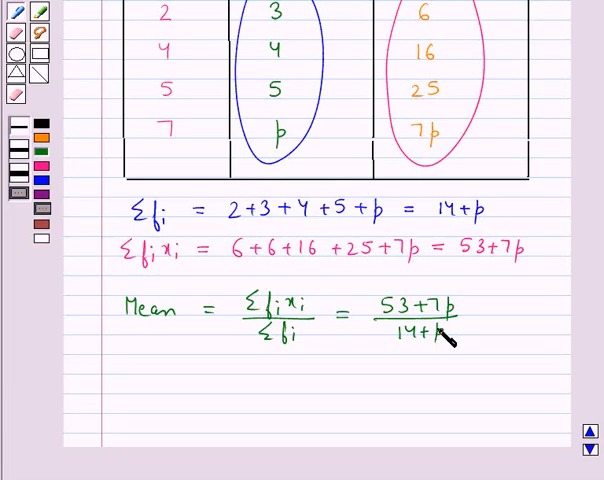 2 3 6
4 4 16
5 5 25
7 p 7p
Σfi = 2+3+4+5+p = 14+p
Σfixi = 6+6+16+25+7p = 53+7p
Mean = Σfixi / Σfi = 53+7p / 14+p